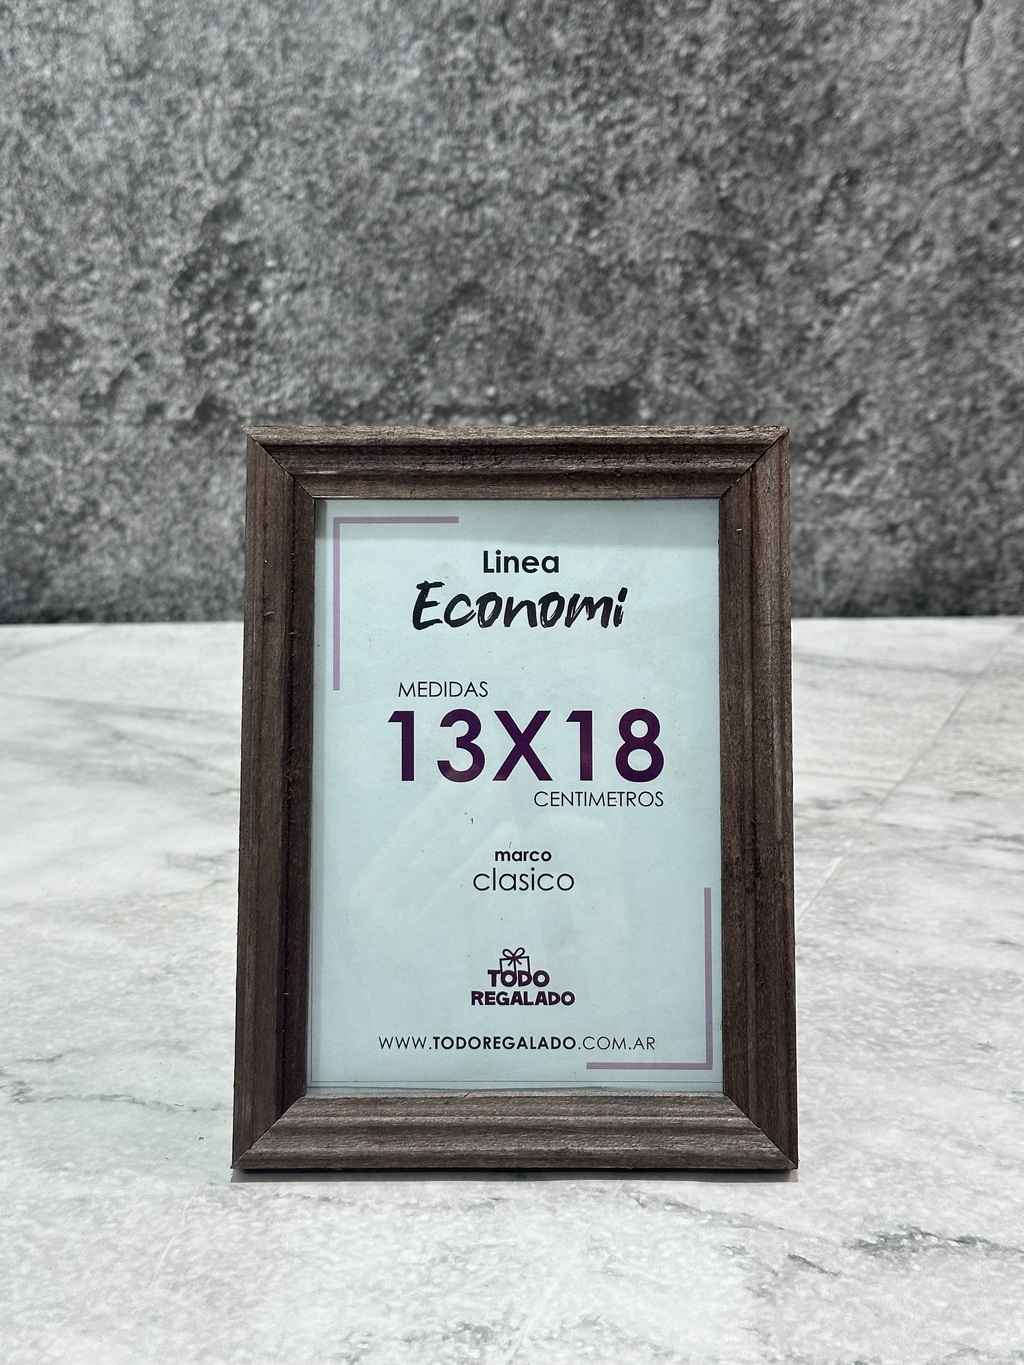 Linea
Economi
MEDIDAS
13X18
CENTIMETROS
marco
clasico
TODO
REGALADO
WWW.TODOREGALADO.COM.AR